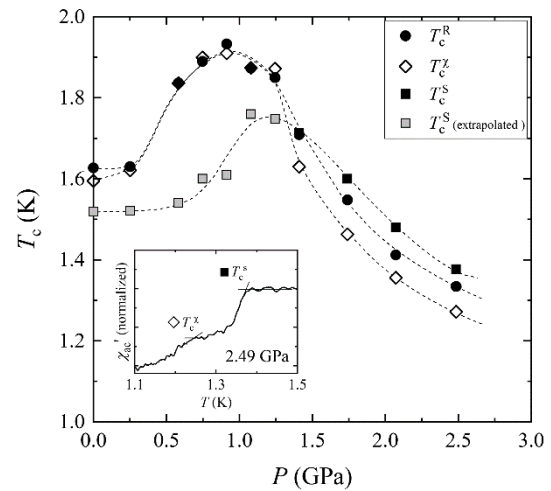 2.0
1.8
1.6
1.4
1.2
1.0
T_c (K)
T_c^R
T_c^χ
T_c^S
T_c^S (extrapolated )
χ_ac' (normalized)
T_c^s
T_c^χ
2.49 GPa
1.1 1.3 1.5
T (K)
0.0 0.5 1.0 1.5 2.0 2.5 3.0
P (GPa)